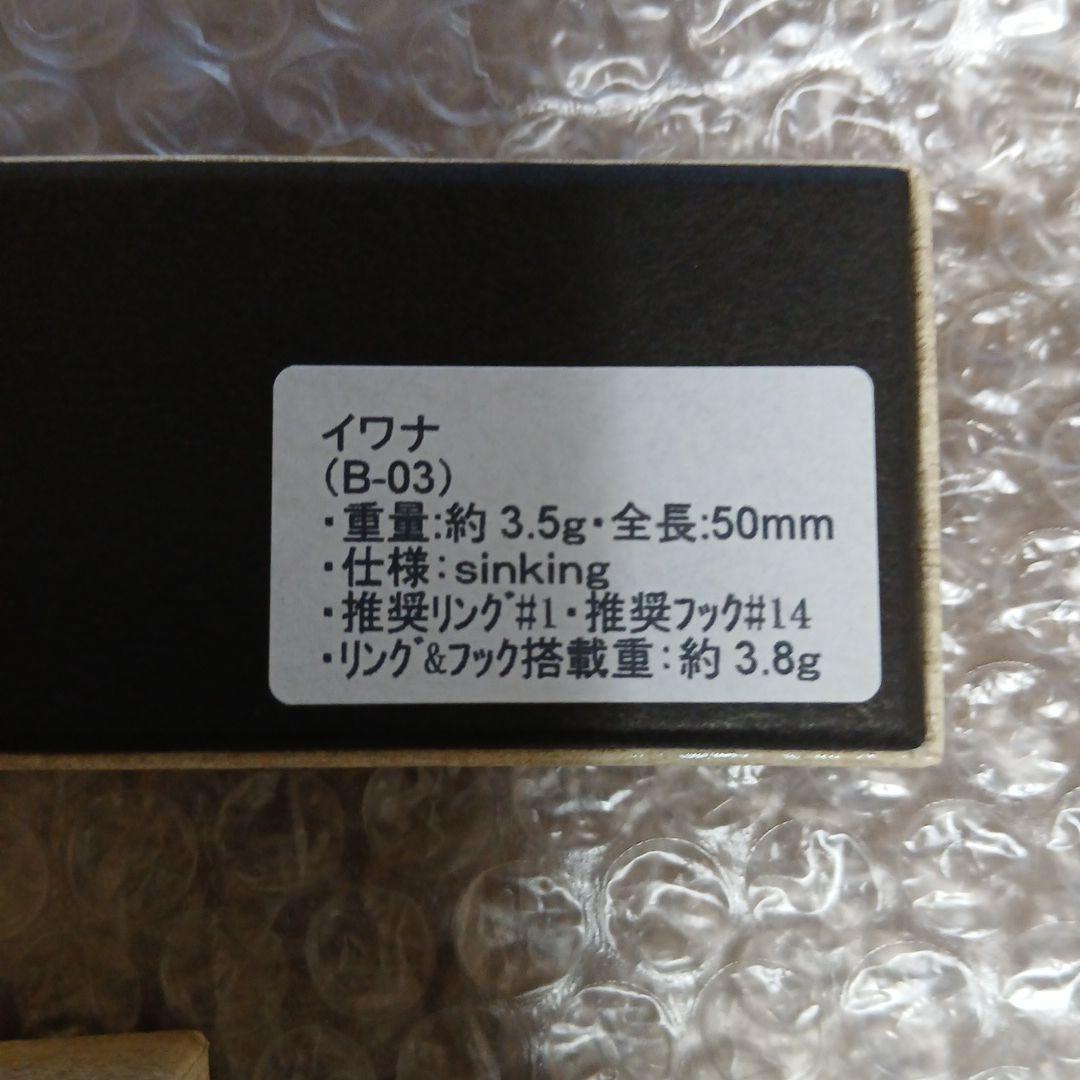 イワナ
(B-03)
・重量:約 3.5g・全長:50mm
・仕様：sinking
・推奨ﾘﾝｸﾞ#1・推奨ﾌｯｸ#14
・ﾘﾝｸﾞ&ﾌｯｸ搭載重：約 3.8g